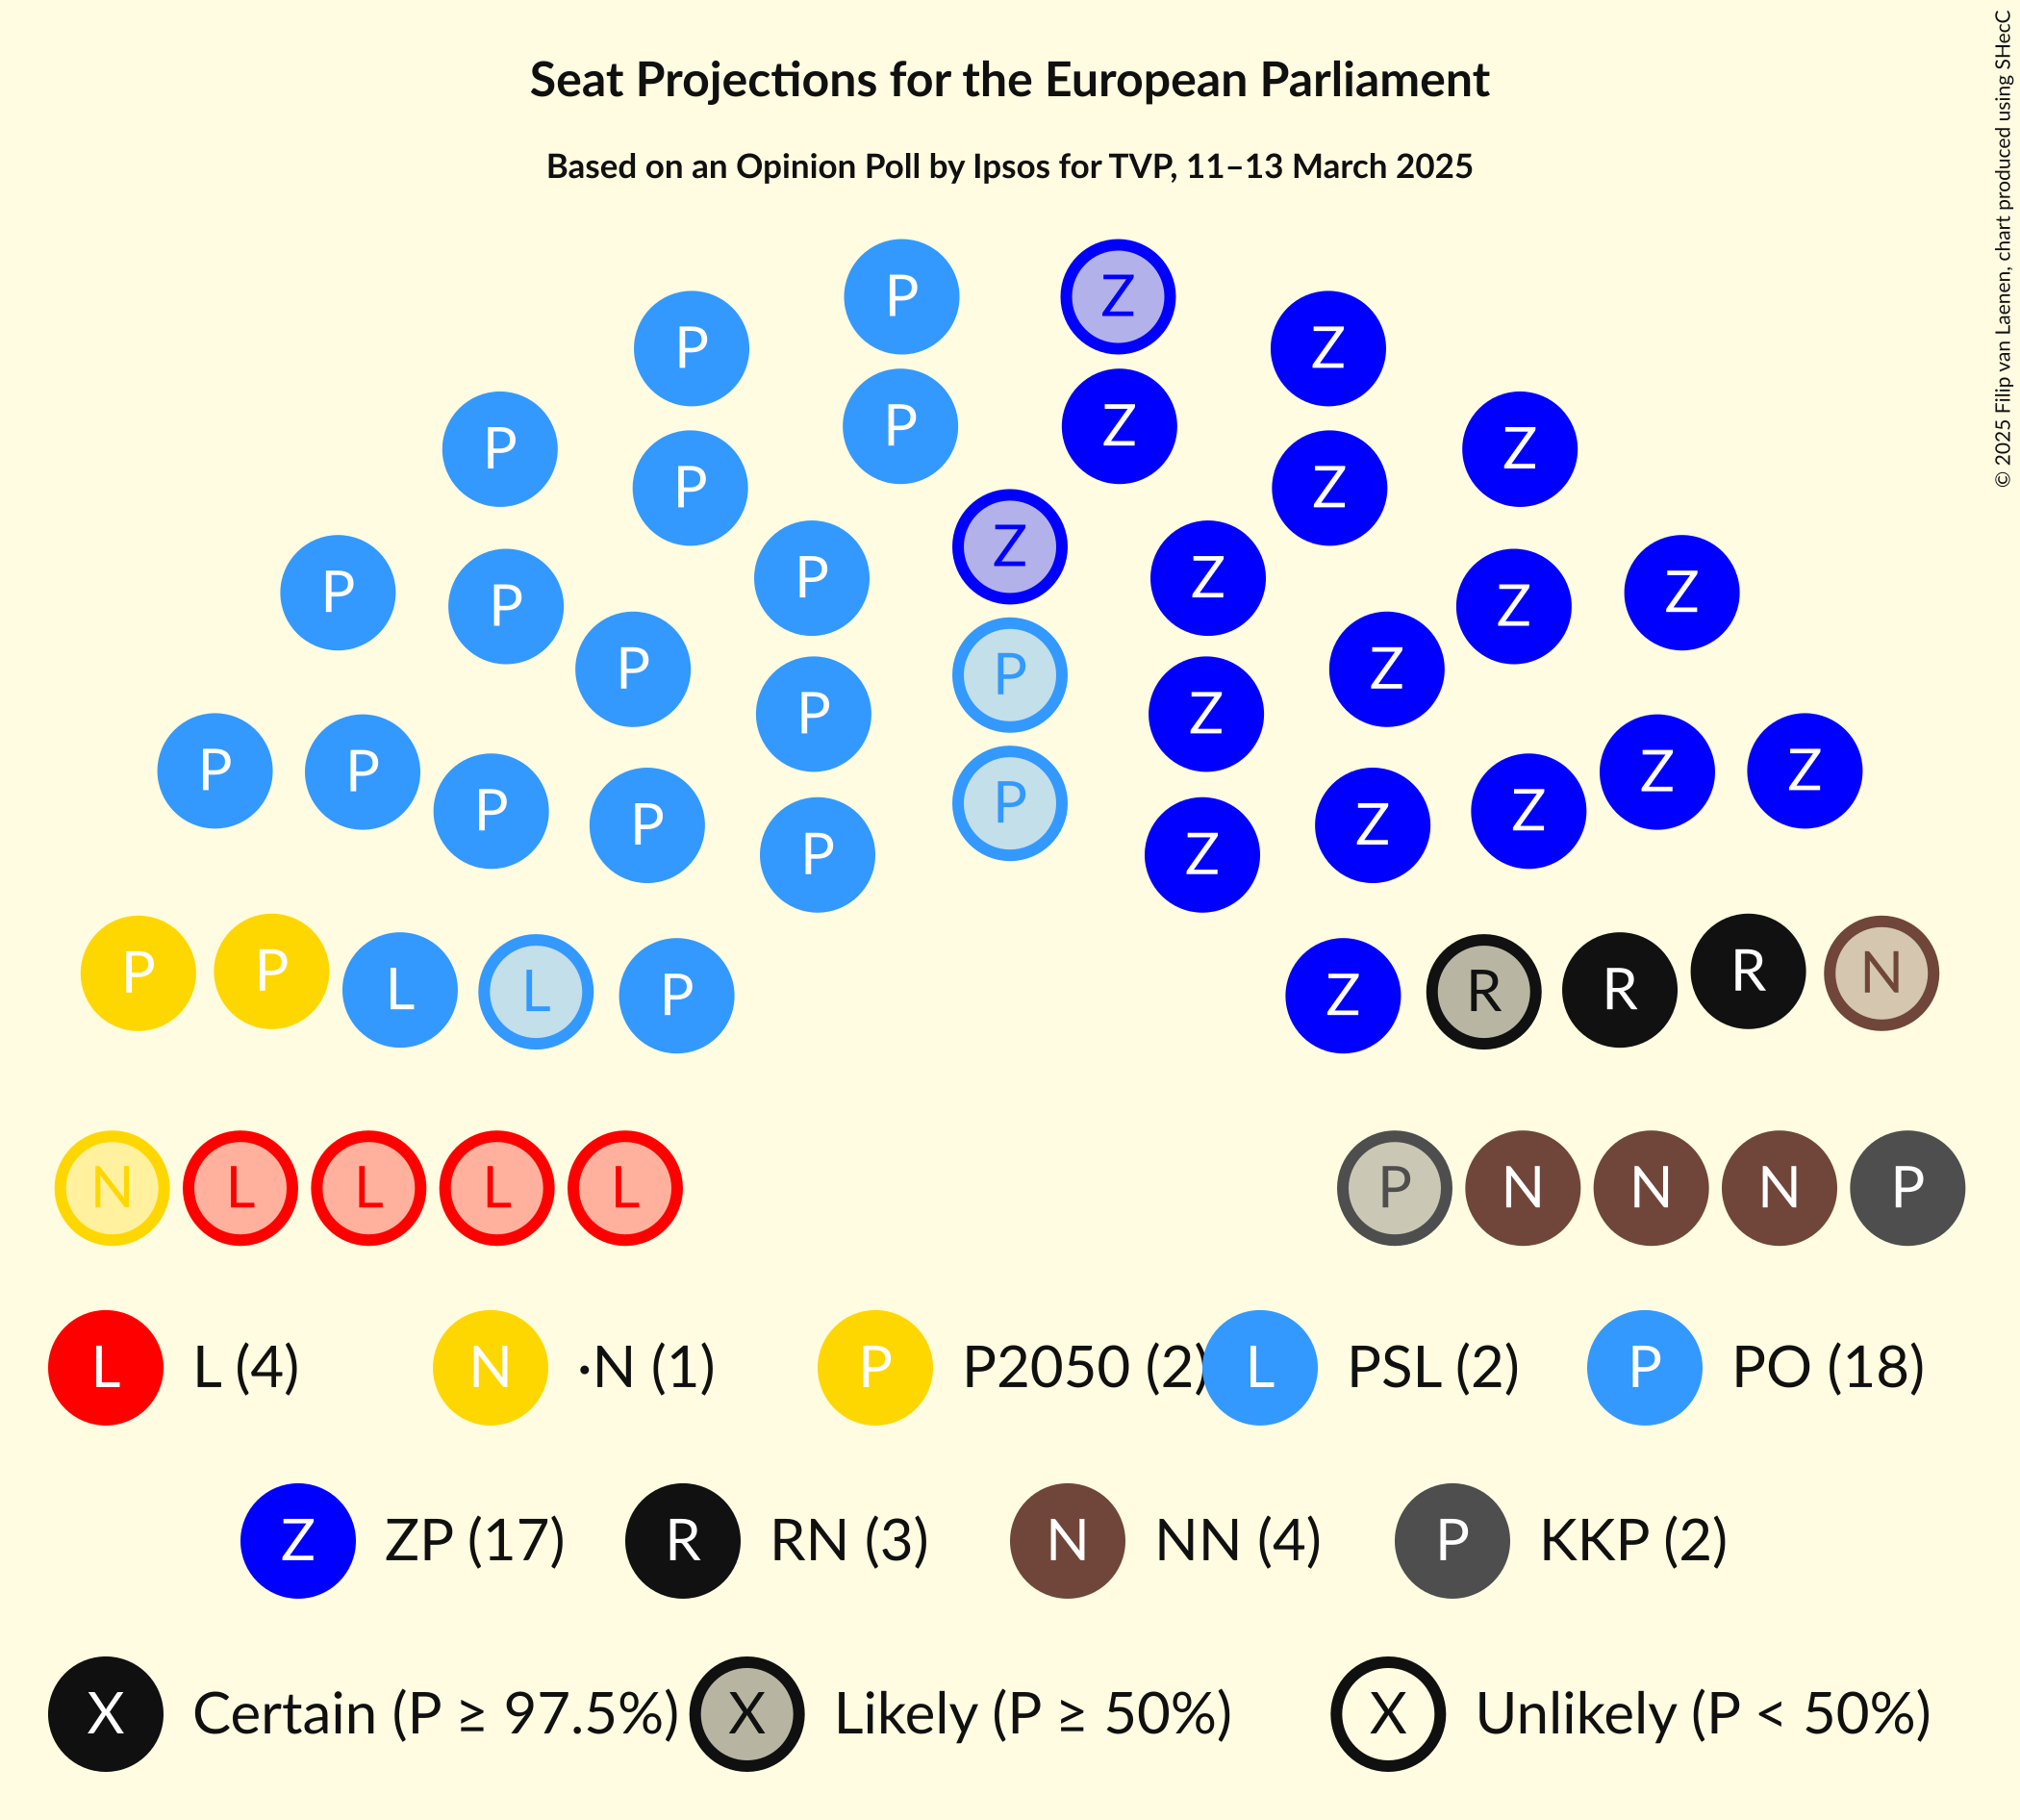 Seat Projections for the European Parliament
Based on an Opinion Poll by Ipsos for TVP, 11–13 March 2025
© 2025 Filip van Laenen, chart produced using SHecC
P Z
P Z
P Z
P Z
P Z
P Z
Z
P Z
P Z
P Z
P Z
P
P Z
P Z
P Z
P
P Z
P Z
P Z
P P L L P Z R R R N
N L L L L P N N N P
L L (4) N ·N (1) P P2050 (2) L PSL (2) P PO (18)
Z ZP (17) R RN (3) N NN (4) P KKP (2)
X Certain (P ≥ 97.5%) X Likely (P ≥ 50%) X Unlikely (P < 50%)